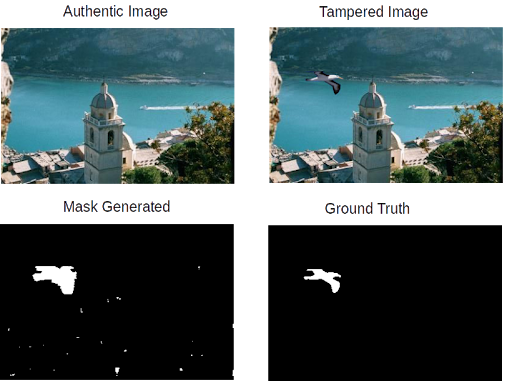 Authentic Image
Tampered Image
Mask Generated
Ground Truth